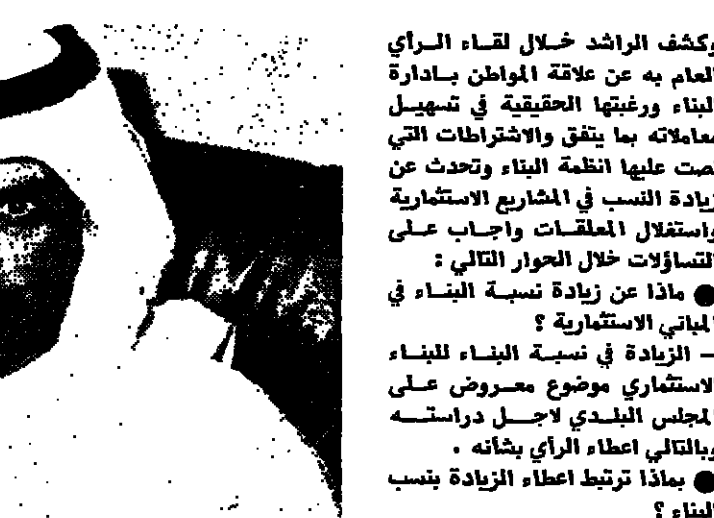 وكشف الراشد خلال لقاء الرأي
العام به عن علاقة المواطن بادارة
البناء ورغبتها الحقيقية في تسهيل
معاملاته بما يتفق والاشتراطات التي
نصت عليها انظمة البناء وتحدث عن
زيادة النسب في المشاريع الاستثمارية
واستغلال المعلقات واجاب على
التساؤلات خلال الحوار التالي :
● ماذا عن زيادة نسبة البناء في
المباني الاستثمارية ؟
– الزيادة في نسبة البناء للبناء
الاستثماري موضوع معروض على
المجلس البلدي لاجل دراسته
وبالتالي اعطاء الرأي بشأنه .
● بماذا ترتبط اعطاء الزيادة بنسب
البناء ؟